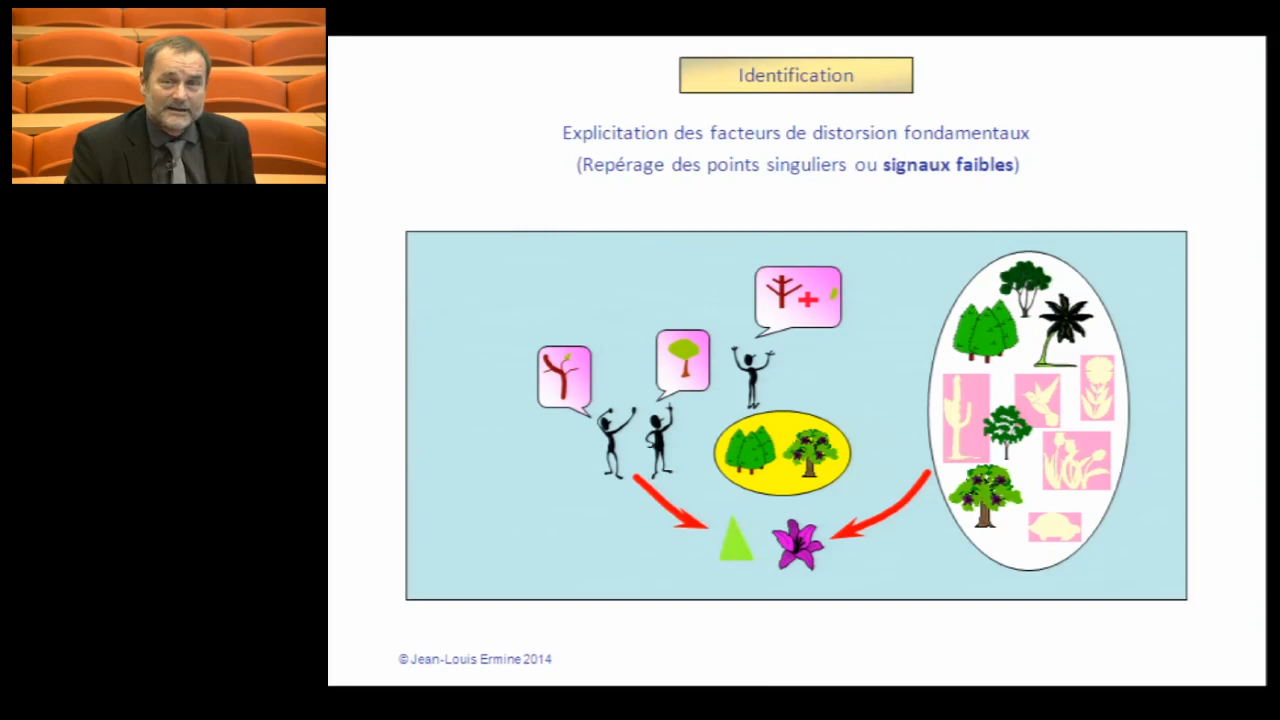 Identification
Explicitation des facteurs de distorsion fondamentaux
(Repérage des points singuliers ou signaux faibles)
© Jean-Louis Ermine 2014